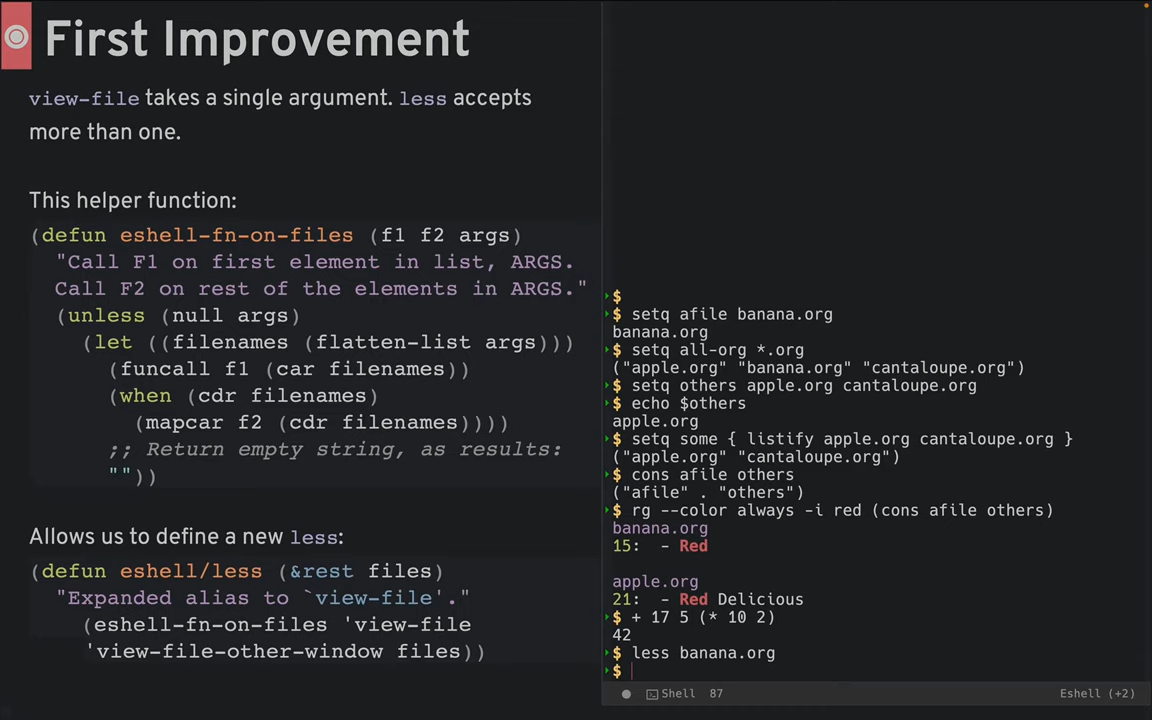 First Improvement
view-file takes a single argument. less accepts
more than one.
This helper function:
(defun eshell-fn-on-files (f1 f2 args)
"Call F1 on first element in list, ARGS.
Call F2 on rest of the elements in ARGS."
(unless (null args)
(let ((filenames (flatten-list args)))
(funcall f1 (car filenames))
(when (cdr filenames)
(mapcar f2 (cdr filenames))))
;; Return empty string, as results:
""))
Allows us to define a new less:
(defun eshell/less (&rest files)
"Expanded alias to `view-file'."
(eshell-fn-on-files 'view-file
'view-file-other-window files))
$
$ setq afile banana.org
banana.org
$ setq all-org *.org
("apple.org" "banana.org" "cantaloupe.org")
$ setq others apple.org cantaloupe.org
$ echo $others
apple.org
$ setq some { listify apple.org cantaloupe.org }
("apple.org" "cantaloupe.org")
$ cons afile others
("afile" . "others")
$ rg --color always -i red (cons afile others)
banana.org
15:  - Red
apple.org
21:  - Red Delicious
$ + 17 5 (* 10 2)
42
$ less banana.org
$
Shell 87
Eshell (+2)